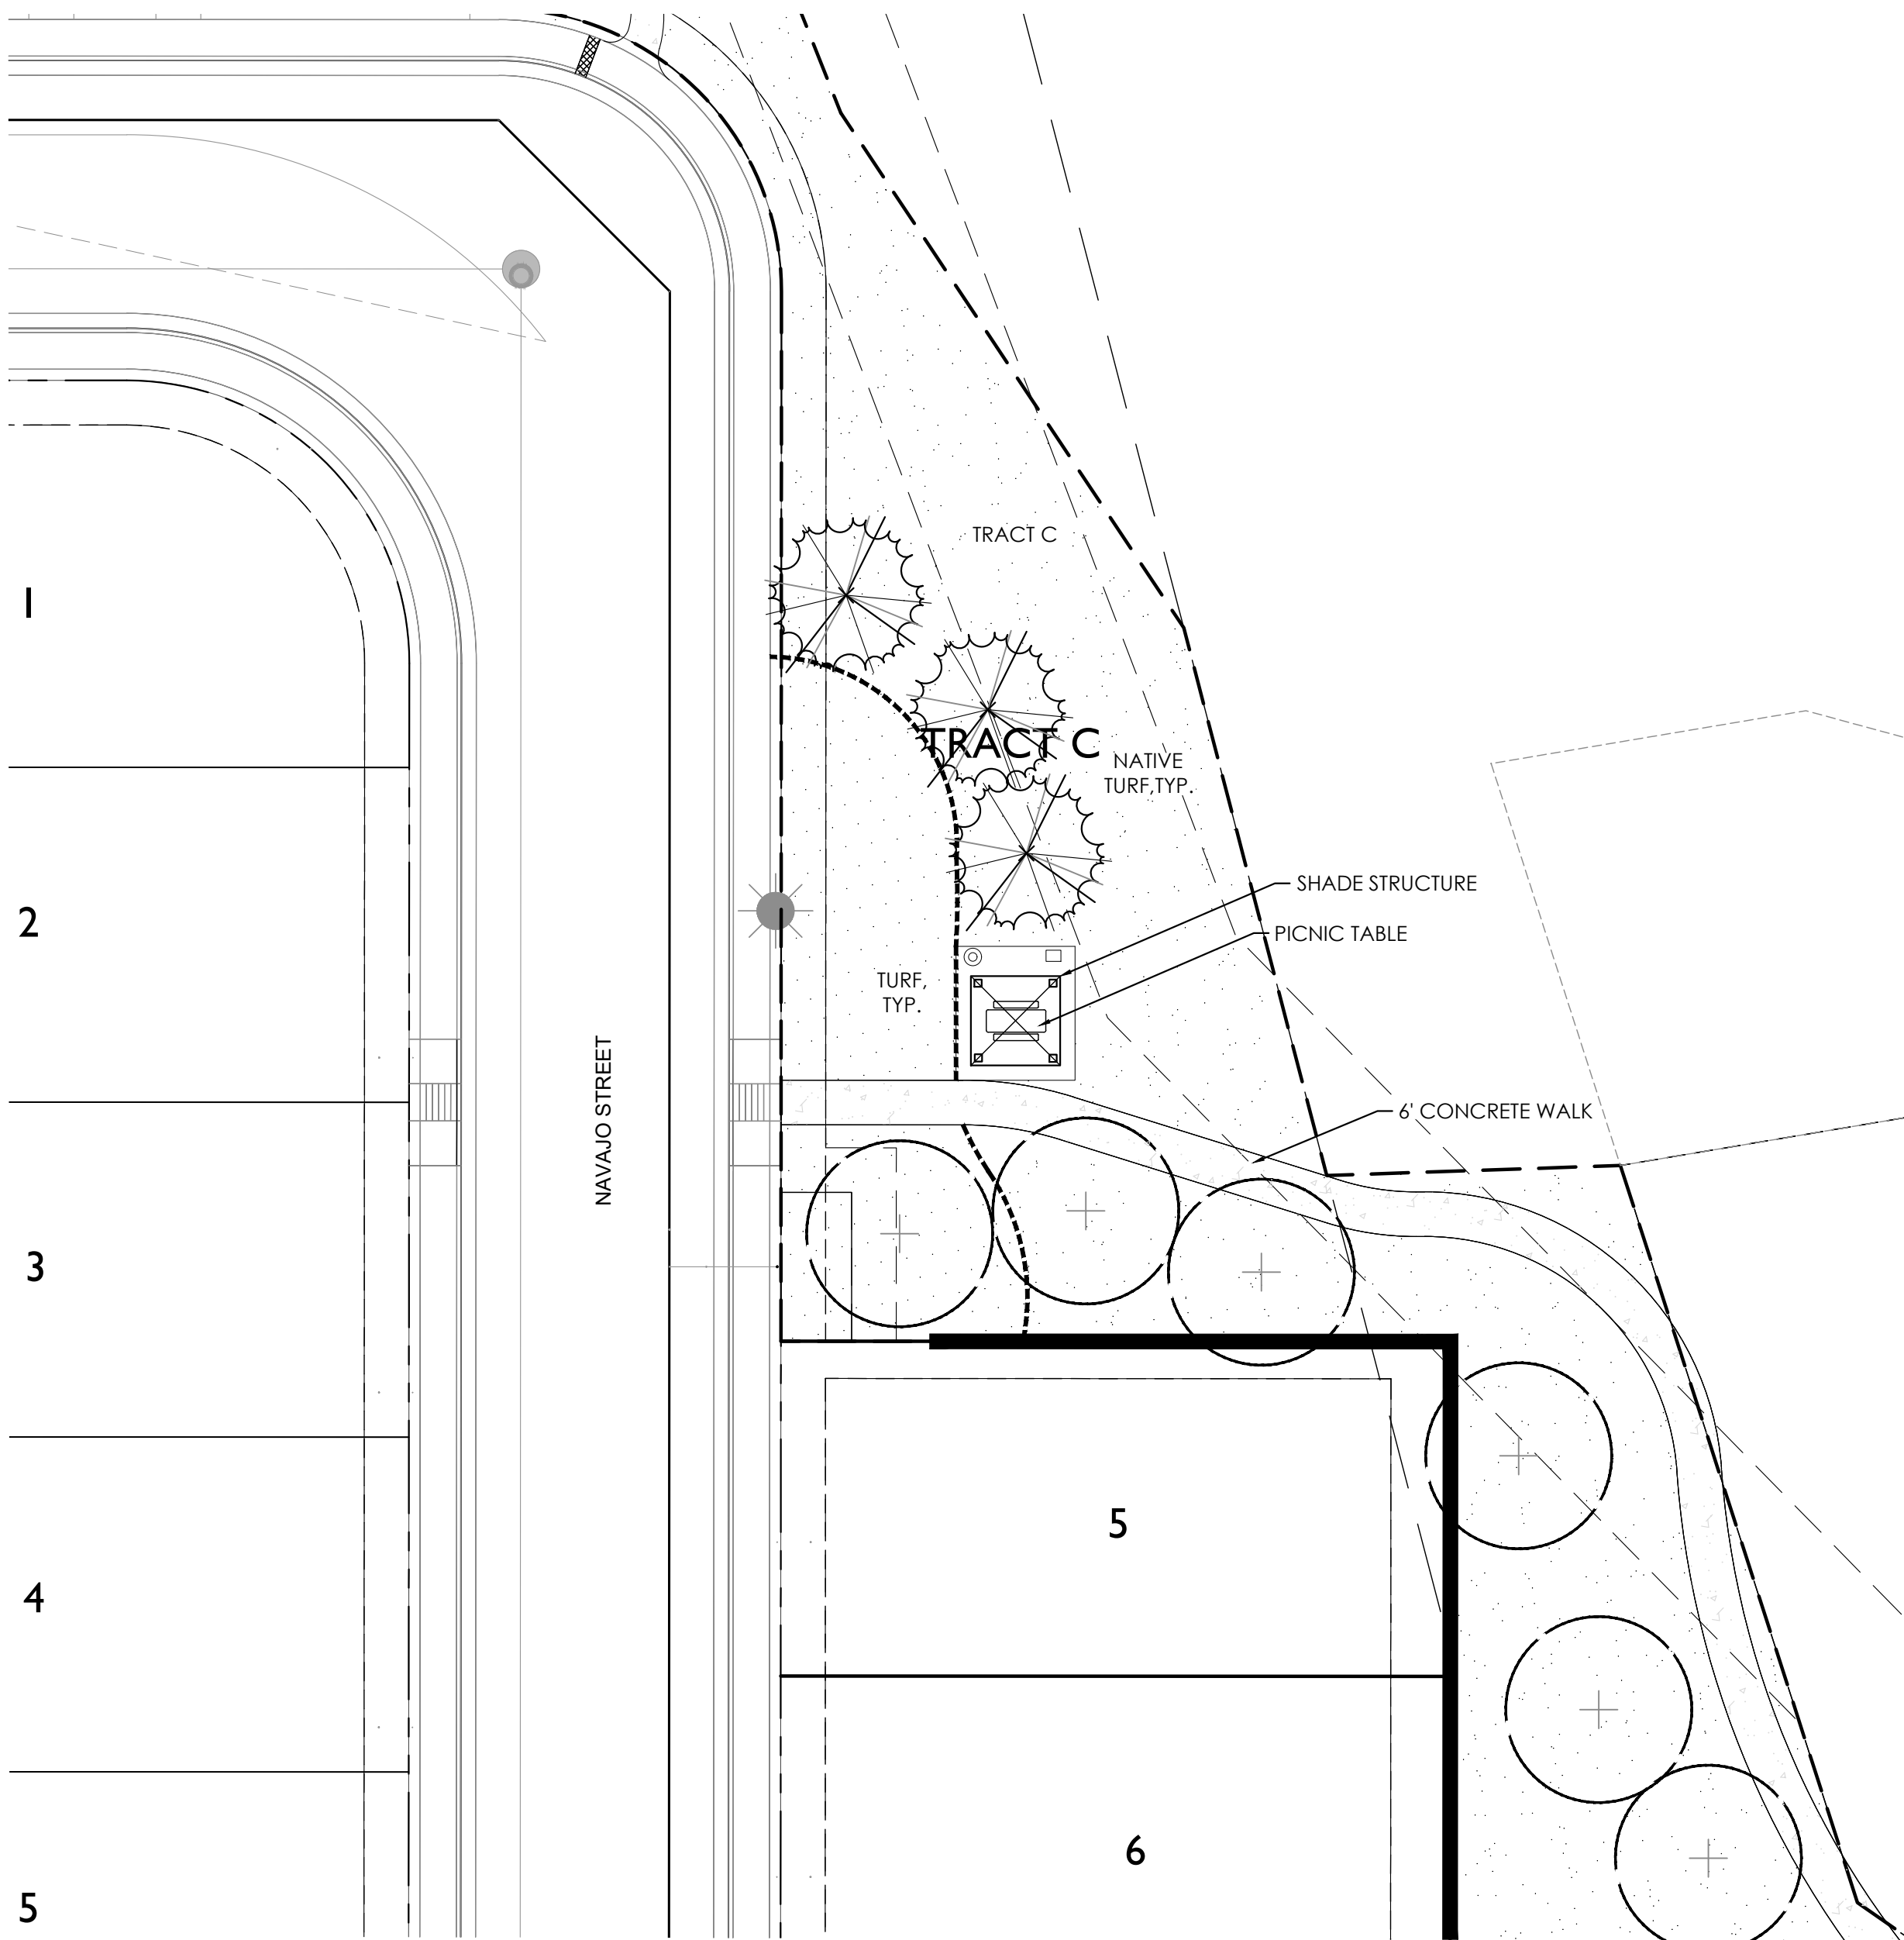 TRACT C
1
TRACT C
NATIVE
TURF,TYP.
SHADE STRUCTURE
2
PICNIC TABLE
TURF,
TYP.
NAVAJO STREET
6' CONCRETE WALK
3
5
4
6
5